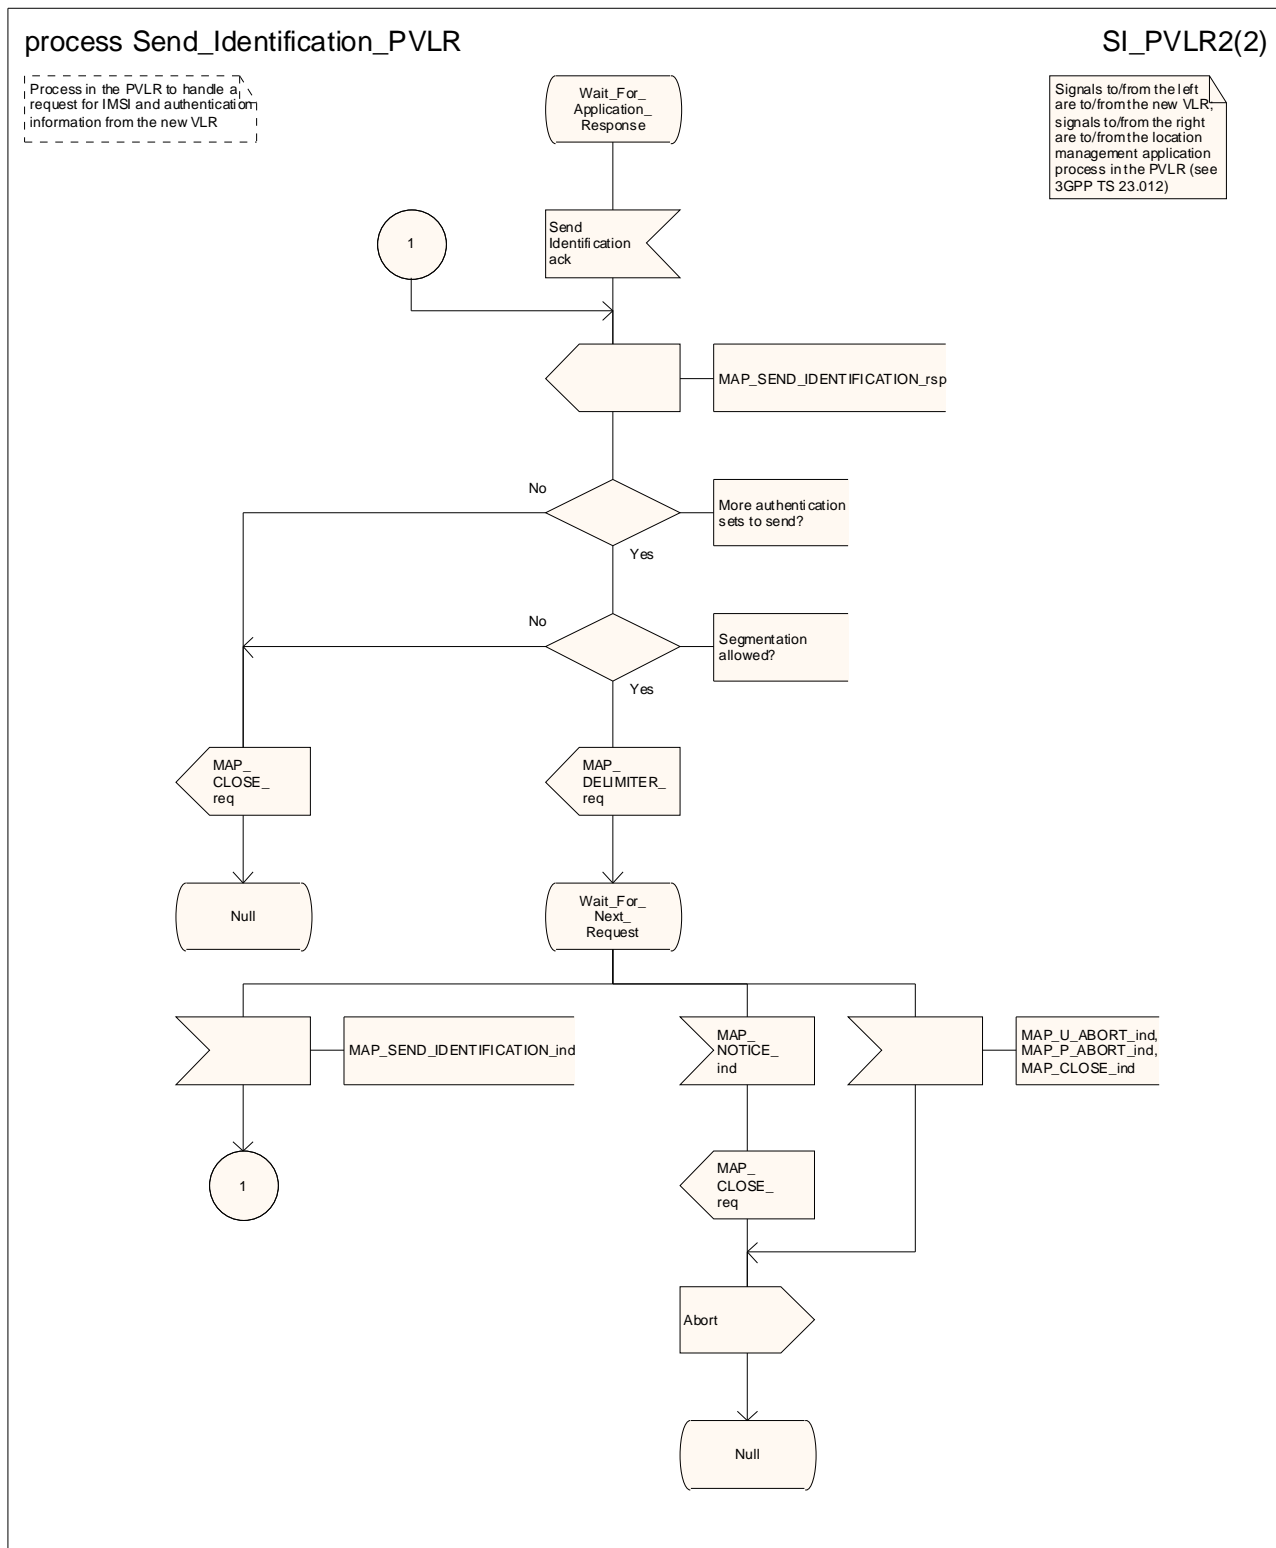 process Send_Identification_PVLR
SI_PVLR2(2)
Process in the PVLR to handle a
request for IMSI and authentication
information from the new VLR
Signals to/from the left
are to/from the new VLR;
signals to/from the right
are to/from the location
management application
process in the PVLR (see
3GPP TS 23.012)
Wait_For_
Application_
Response
1
Send
Identification
ack
MAP_SEND_IDENTIFICATION_rsp
No
More authentication
sets to send?
Yes
No
Segmentation
allowed?
Yes
MAP_
CLOSE_
req
MAP_
DELIMITER_
req
Null
Wait_For_
Next_
Request
MAP_SEND_IDENTIFICATION_ind
MAP_
NOTICE_
ind
MAP_U_ABORT_ind,
MAP_P_ABORT_ind,
MAP_CLOSE_ind
1
MAP_
CLOSE_
req
Abort
Null